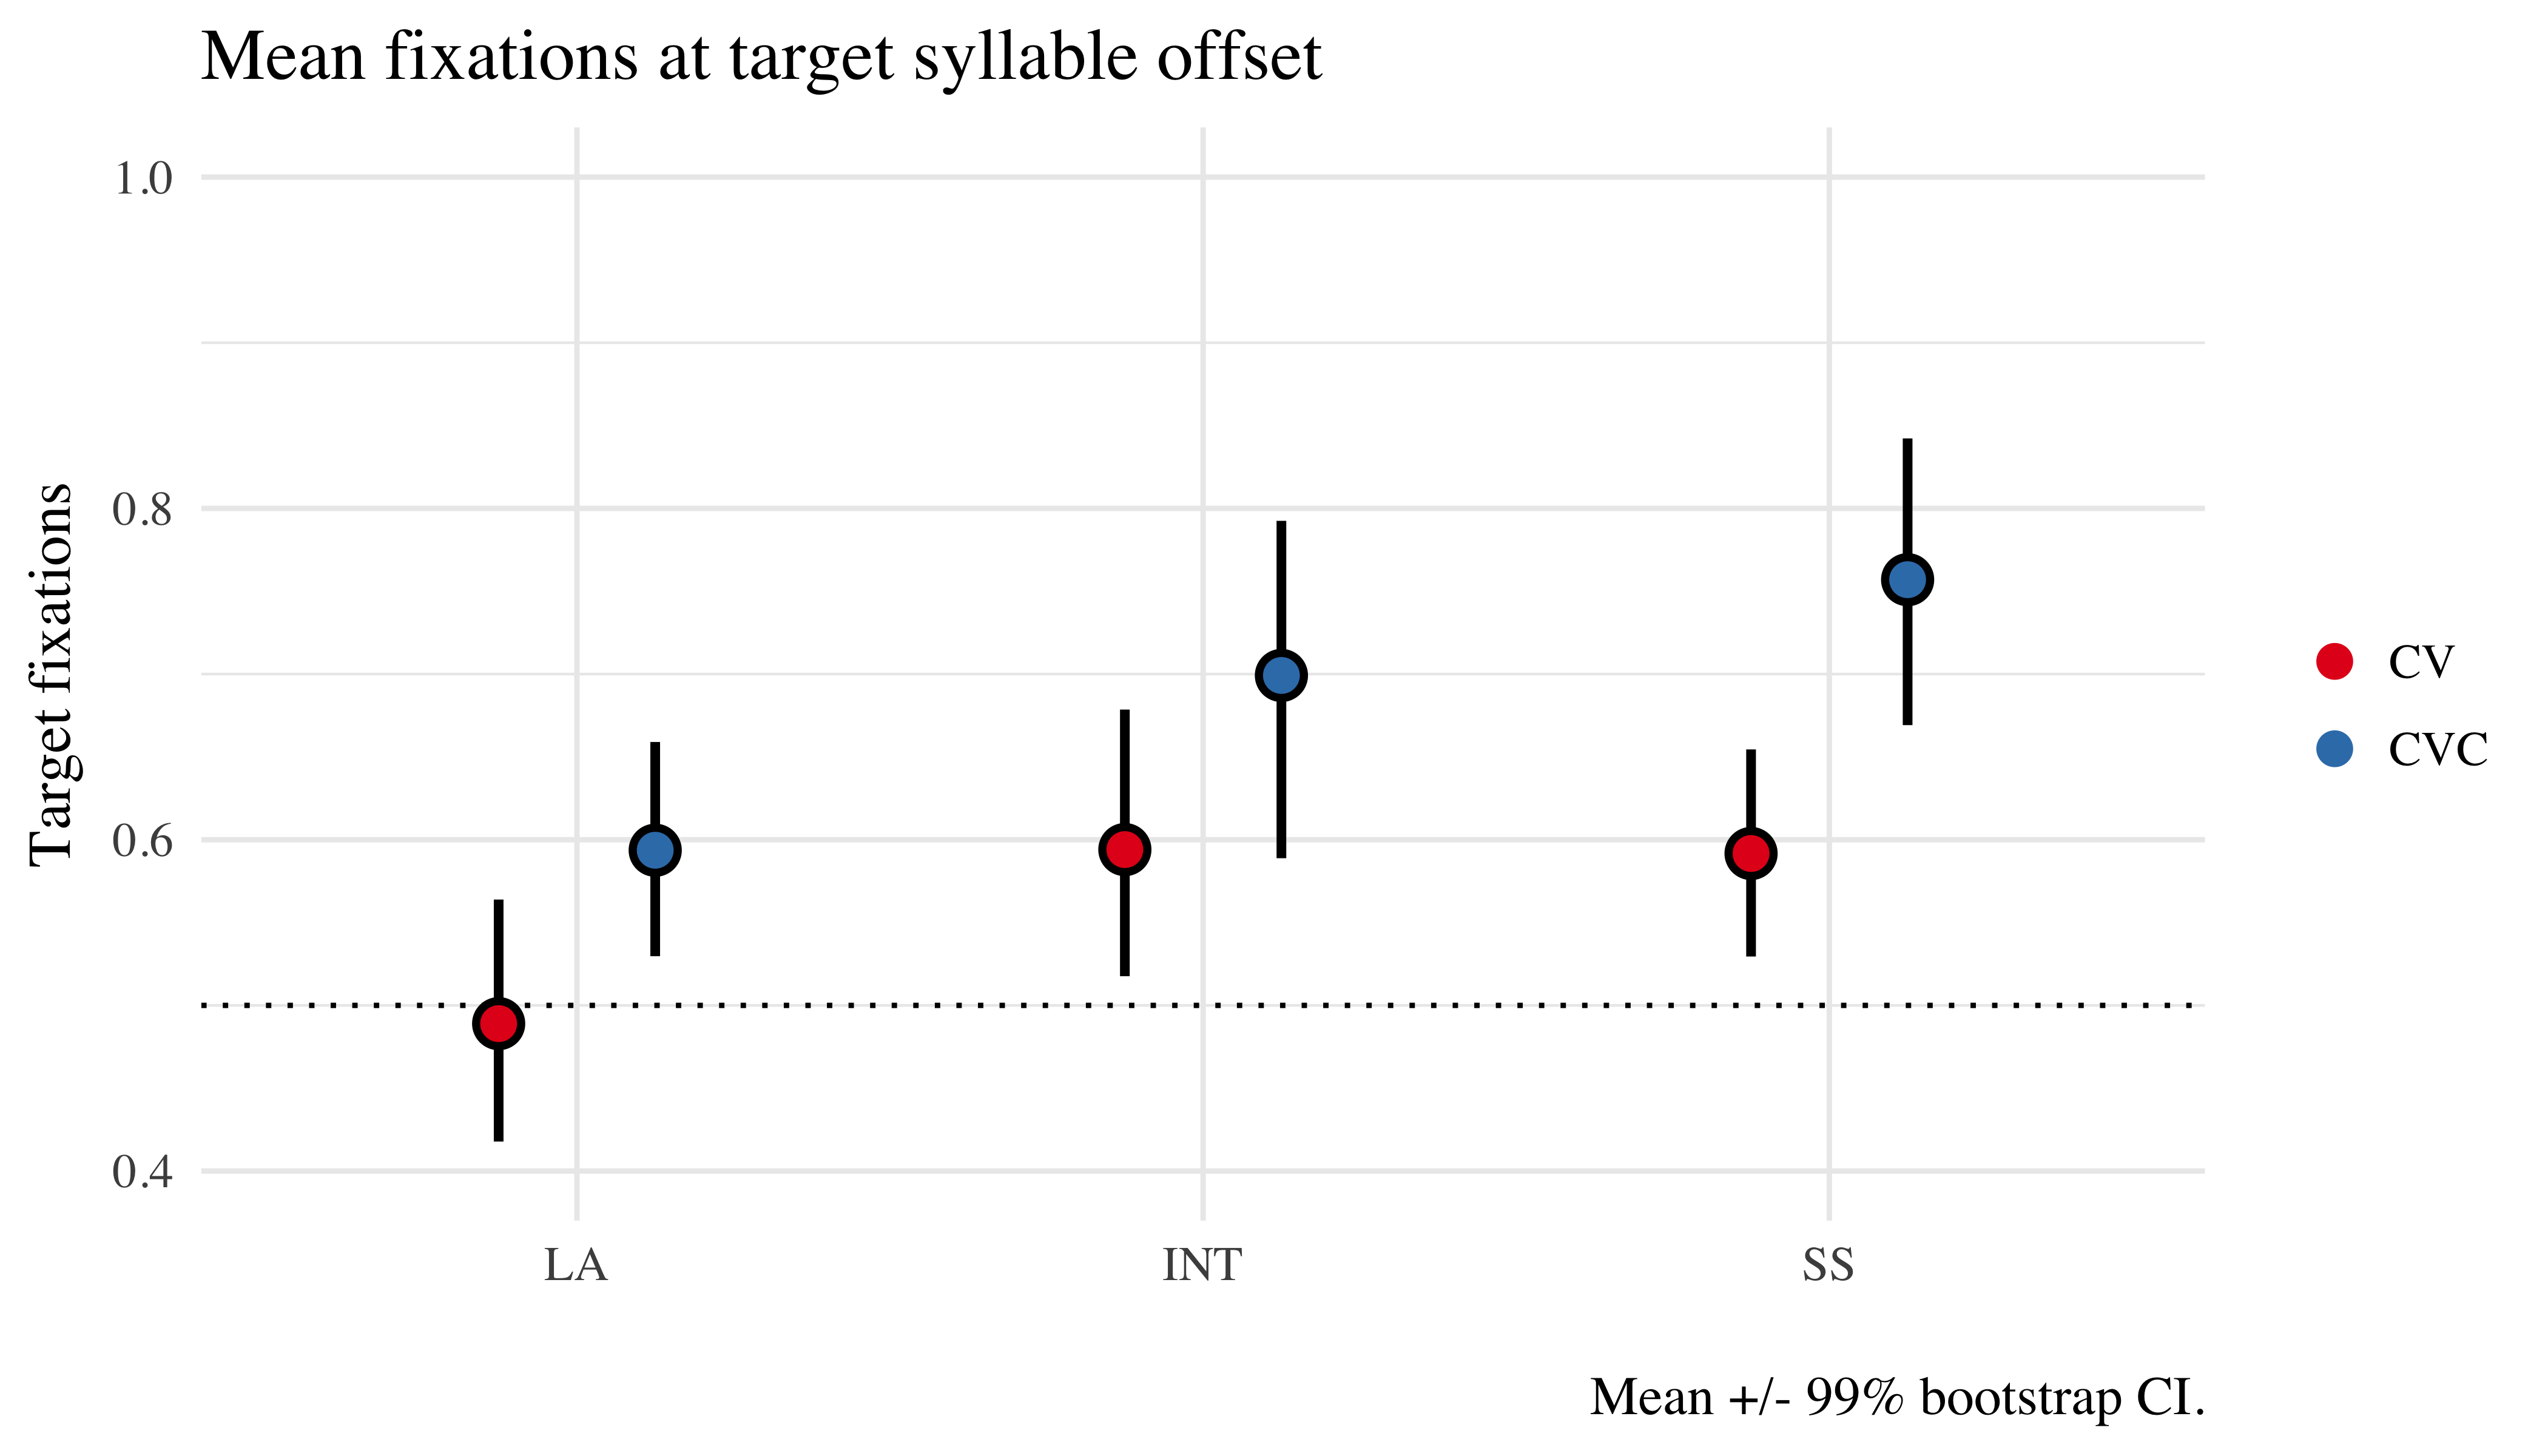 Mean fixations at target syllable offset
Target fixations
1.0
0.8
0.6
0.4
LA
INT
SS
CV
CVC
Mean +/- 99% bootstrap CI.